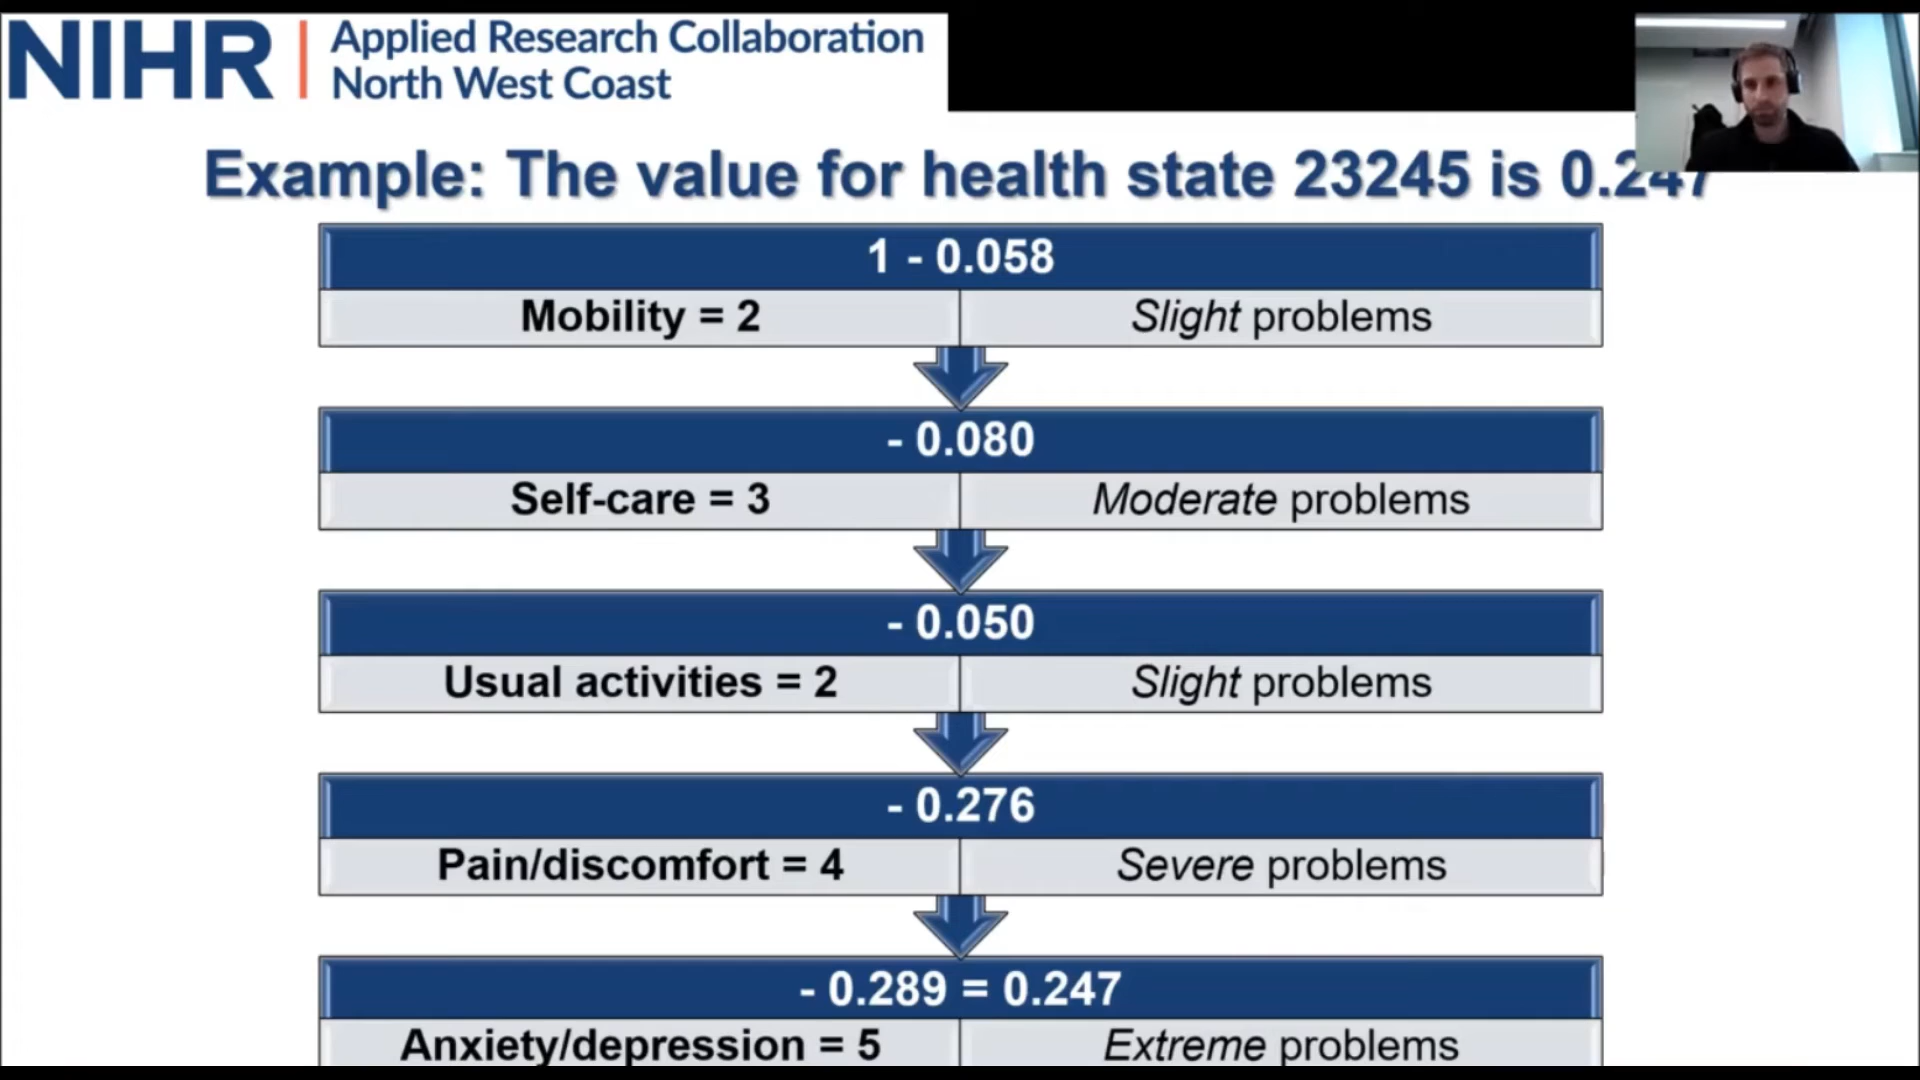 NIHR | Applied Research Collaboration
North West Coast
Example: The value for health state 23245 is 0.247
1 - 0.058
Mobility = 2 Slight problems
- 0.080
Self-care = 3 Moderate problems
- 0.050
Usual activities = 2 Slight problems
- 0.276
Pain/discomfort = 4 Severe problems
- 0.289 = 0.247
Anxiety/depression = 5 Extreme problems